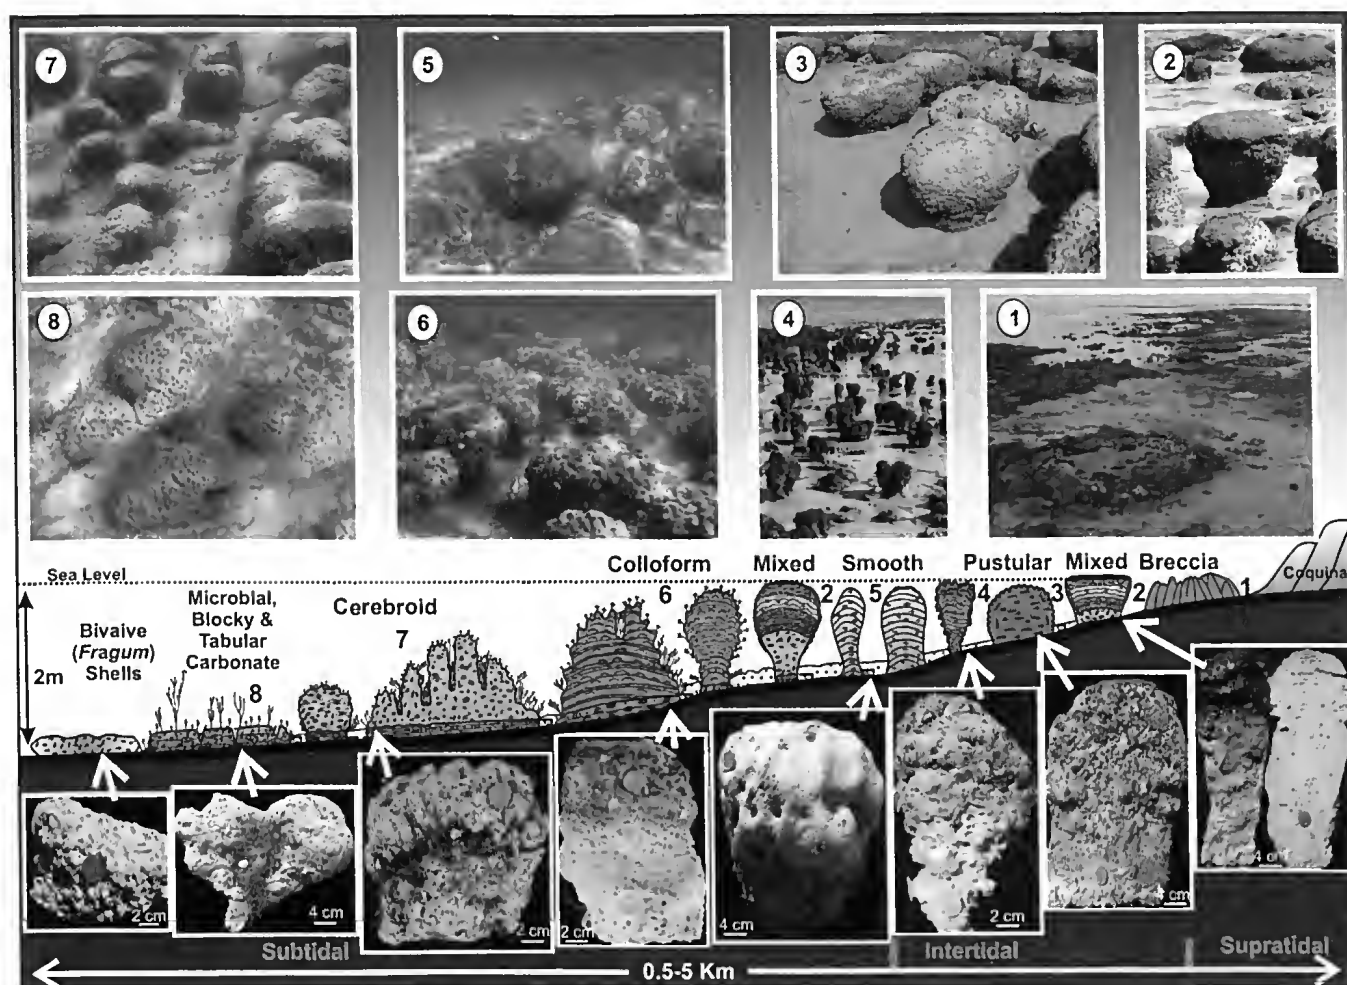 7
5
3
2
8
6
4
1
Sea Level
2m
Bivaive
(Fragum)
Shells
Microbial,
Blocky &
Tabular
Carbonate
8
Cerebroid
7
Colloform
6
Mixed
2
Smooth
5
Pustular
4
3
Mixed
2
Breccia
1
Coquina
2 cm
4 cm
2 cm
2 cm
4 cm
2 cm
cm
4 cm
Subtidal
Intertidal
Supratidal
0.5-5 Km